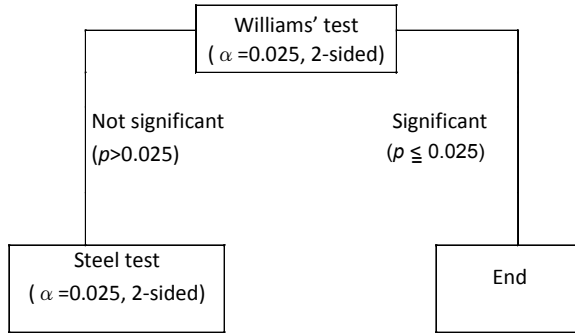 Williams’ test
( α =0.025, 2-sided)
Not significant
(p>0.025)
Significant
(p ≦ 0.025)
Steel test
( α =0.025, 2-sided)
End